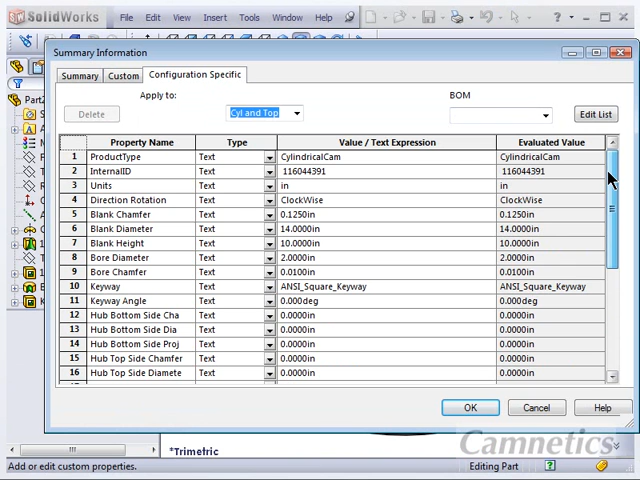 SolidWorks File Edit View Insert Tools Window Help
Summary Information
Summary Custom Configuration Specific
Apply to: BOM
Delete Cyl and Top Edit List
Property Name Type Value / Text Expression Evaluated Value
1 ProductType Text CylindricalCam CylindricalCam
2 InternalID Text 116044391 116044391
3 Units Text in in
4 Direction Rotation Text ClockWise ClockWise
5 Blank Chamfer Text 0.1250in 0.1250in
6 Blank Diameter Text 14.0000in 14.0000in
7 Blank Height Text 10.0000in 10.0000in
8 Bore Diameter Text 2.0000in 2.0000in
9 Bore Chamfer Text 0.0100in 0.0100in
10 Keyway Text ANSI_Square_Keyway ANSI_Square_Keyway
11 Keyway Angle Text 0.000deg 0.000deg
12 Hub Bottom Side Cha Text 0.0000in 0.0000in
13 Hub Bottom Side Dia Text 0.0000in 0.0000in
14 Hub Bottom Side Proj Text 0.0000in 0.0000in
15 Hub Top Side Chamfer Text 0.0000in 0.0000in
16 Hub Top Side Diamete Text 0.0000in 0.0000in
OK Cancel Help
Camnetics
*Trimetric
Add or edit custom properties. Editing Part